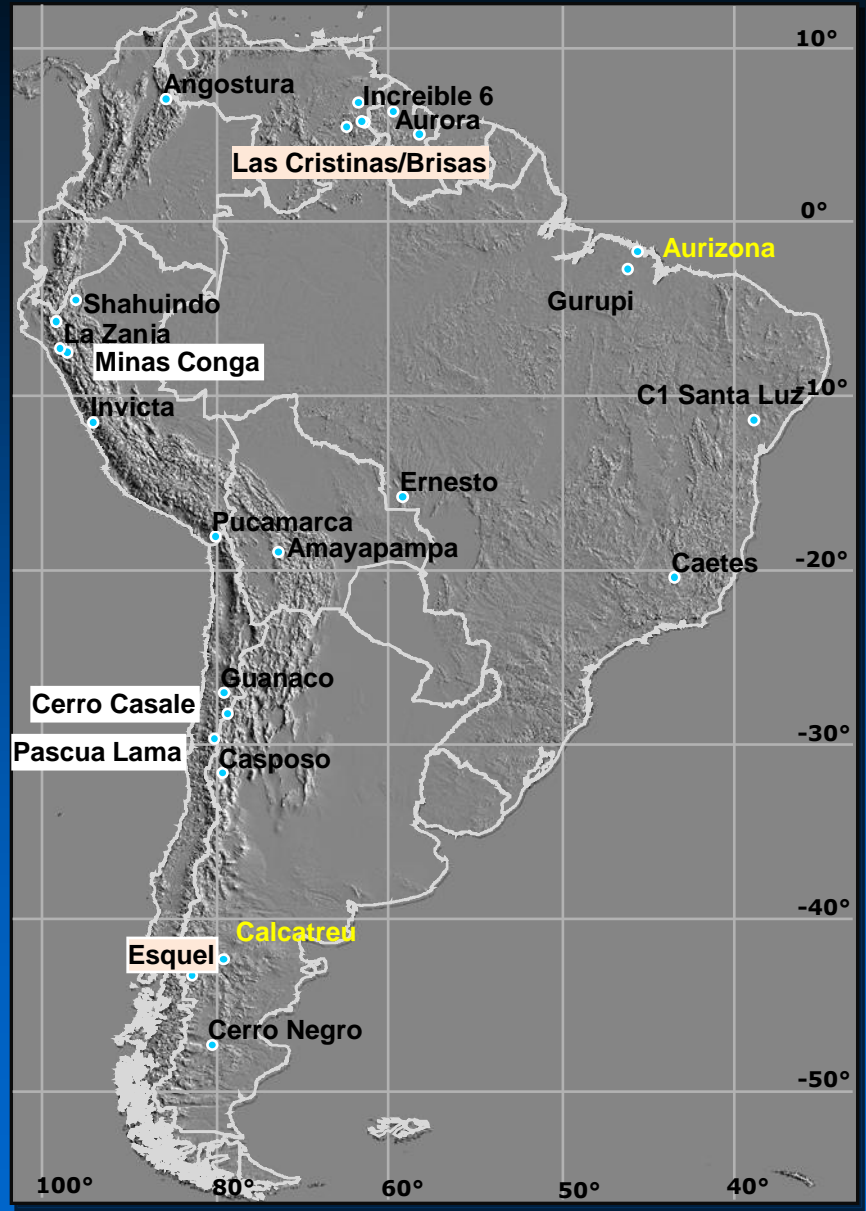 10°
Angostura
Increible 6
Aurora
Las Cristinas/Brisas
0°
Aurizona
Gurupi
Shahuindo
La Zanja
Minas Conga
C1 Santa Luz
-10°
Invicta
Ernesto
Pucamarca
Amayapampa
Caetes
-20°
Guanaco
Cerro Casale
-30°
Pascua Lama
Casposo
-40°
Calcatreu
Esquel
Cerro Negro
-50°
100°
80°
60°
50°
40°